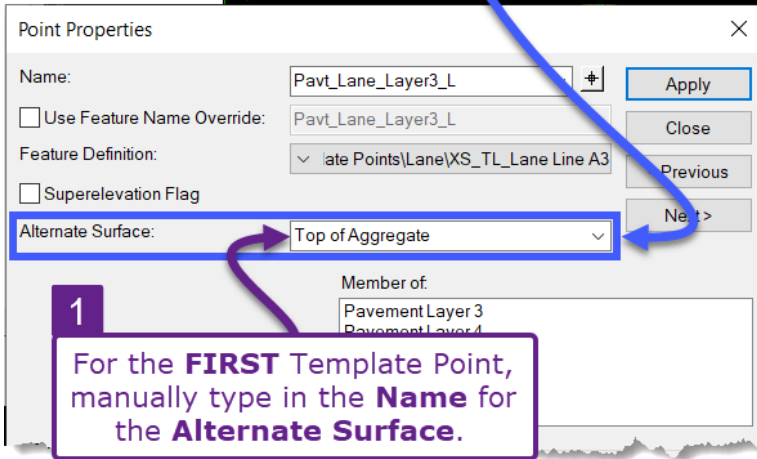 Point Properties
Name:
Pavt_Lane_Layer3_L
Apply
Use Feature Name Override:
Pavt_Lane_Layer3_L
Close
Feature Definition:
iate Points\Lane\XS_TL_Lane Line A3
Previous
Superelevation Flag
Next >
Alternate Surface:
Top of Aggregate
Member of:
Pavement Layer 3
Pavement Layer 4
1
For the FIRST Template Point,
manually type in the Name for
the Alternate Surface.